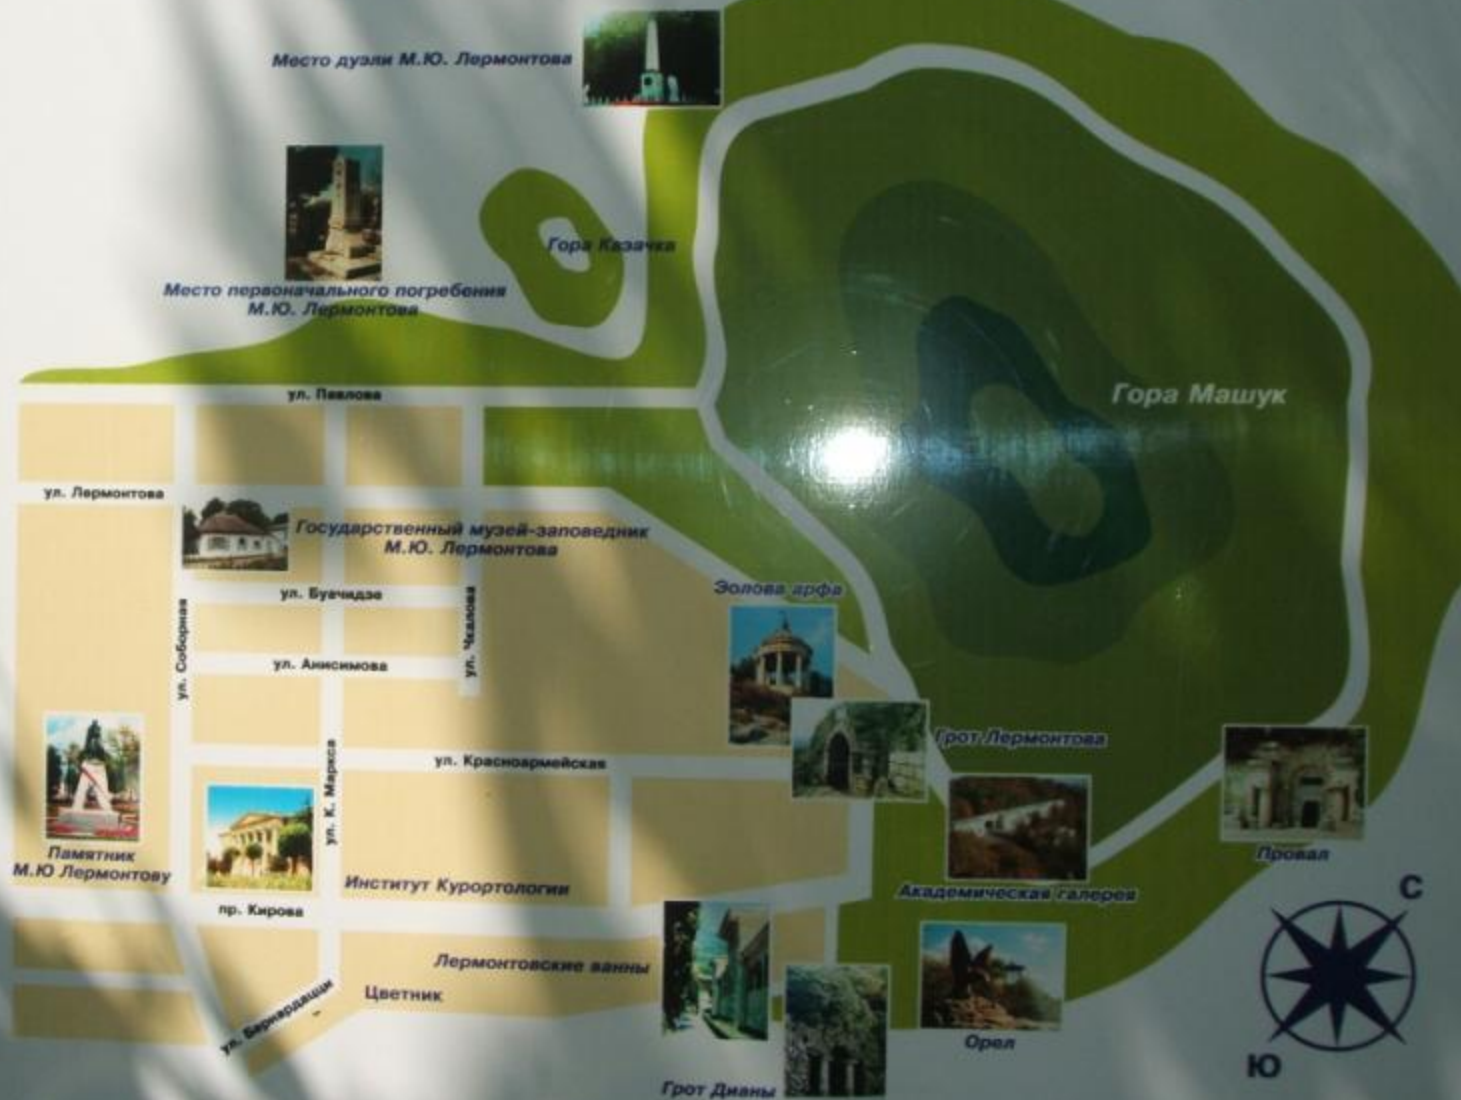 Место дуэли М.Ю. Лермонтова
Гора Казачка
Место первоначального погребения
М.Ю. Лермонтова
ул. Павлова
Гора Машук
ул. Лермонтова
Государственный музей-заповедник
М.Ю. Лермонтова
ул. Буачидзе
Эолова арфа
ул. Соборная
ул. Чкалова
ул. Анисимова
Грот Лермонтова
ул. К. Маркса
ул. Красноармейская
Памятник
М.Ю Лермонтову
Провал
Институт Курортологии
Академическая галерея
С
пр. Кирова
Лермонтовские ванны
Цветник
ул. Бернардацци
Орел
Ю
Грот Дианы